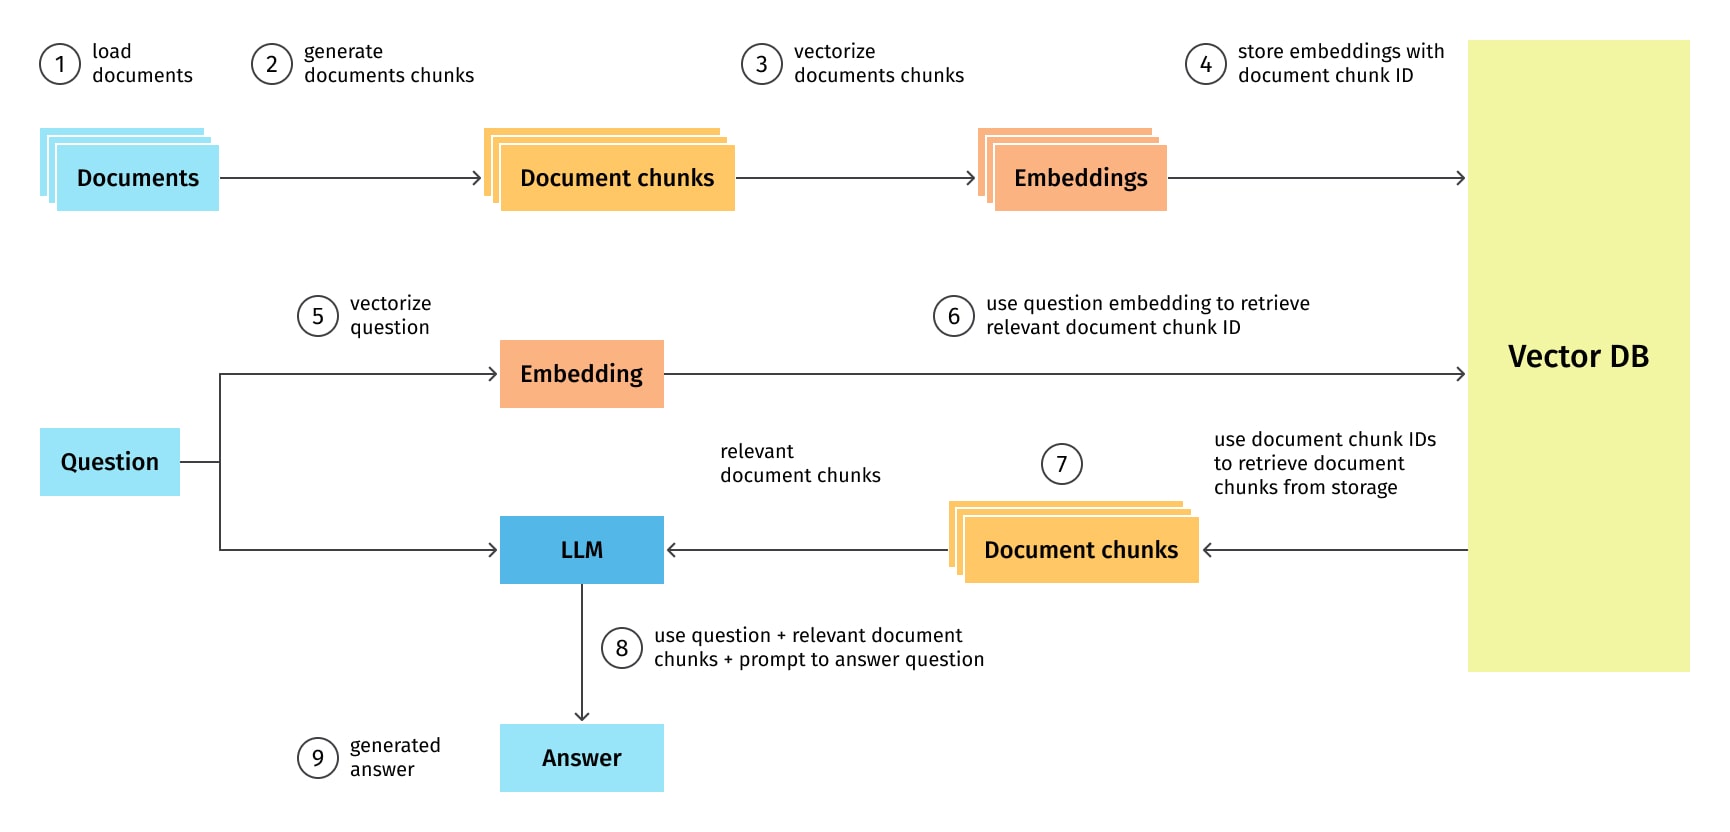 1
load
documents
2
generate
documents chunks
3
vectorize
documents chunks
4
store embeddings with
document chunk ID
Documents
Document chunks
Embeddings
5
vectorize
question
6
use question embedding to retrieve
relevant document chunk ID
Vector DB
Embedding
Question
relevant
document chunks
7
use document chunk IDs
to retrieve document
chunks from storage
LLM
Document chunks
8
use question + relevant document
chunks + prompt to answer question
9
generated
answer
Answer